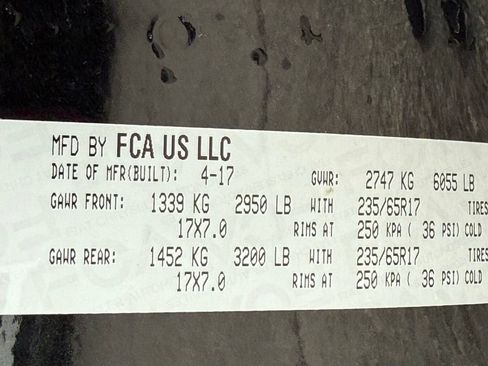 MFD BY FCA US LLC
DATE OF MFR(BUILT): 4-17 GVWR: 2747 KG 6055 LB
GAWR FRONT: 1339 KG 2950 LB WITH 235/65R17 TIRES
17X7.0 RIMS AT 250 KPA ( 36 PSI) COLD
GAWR REAR: 1452 KG 3200 LB WITH 235/65R17 TIRES
17X7.0 RIMS AT 250 KPA ( 36 PSI) COLD